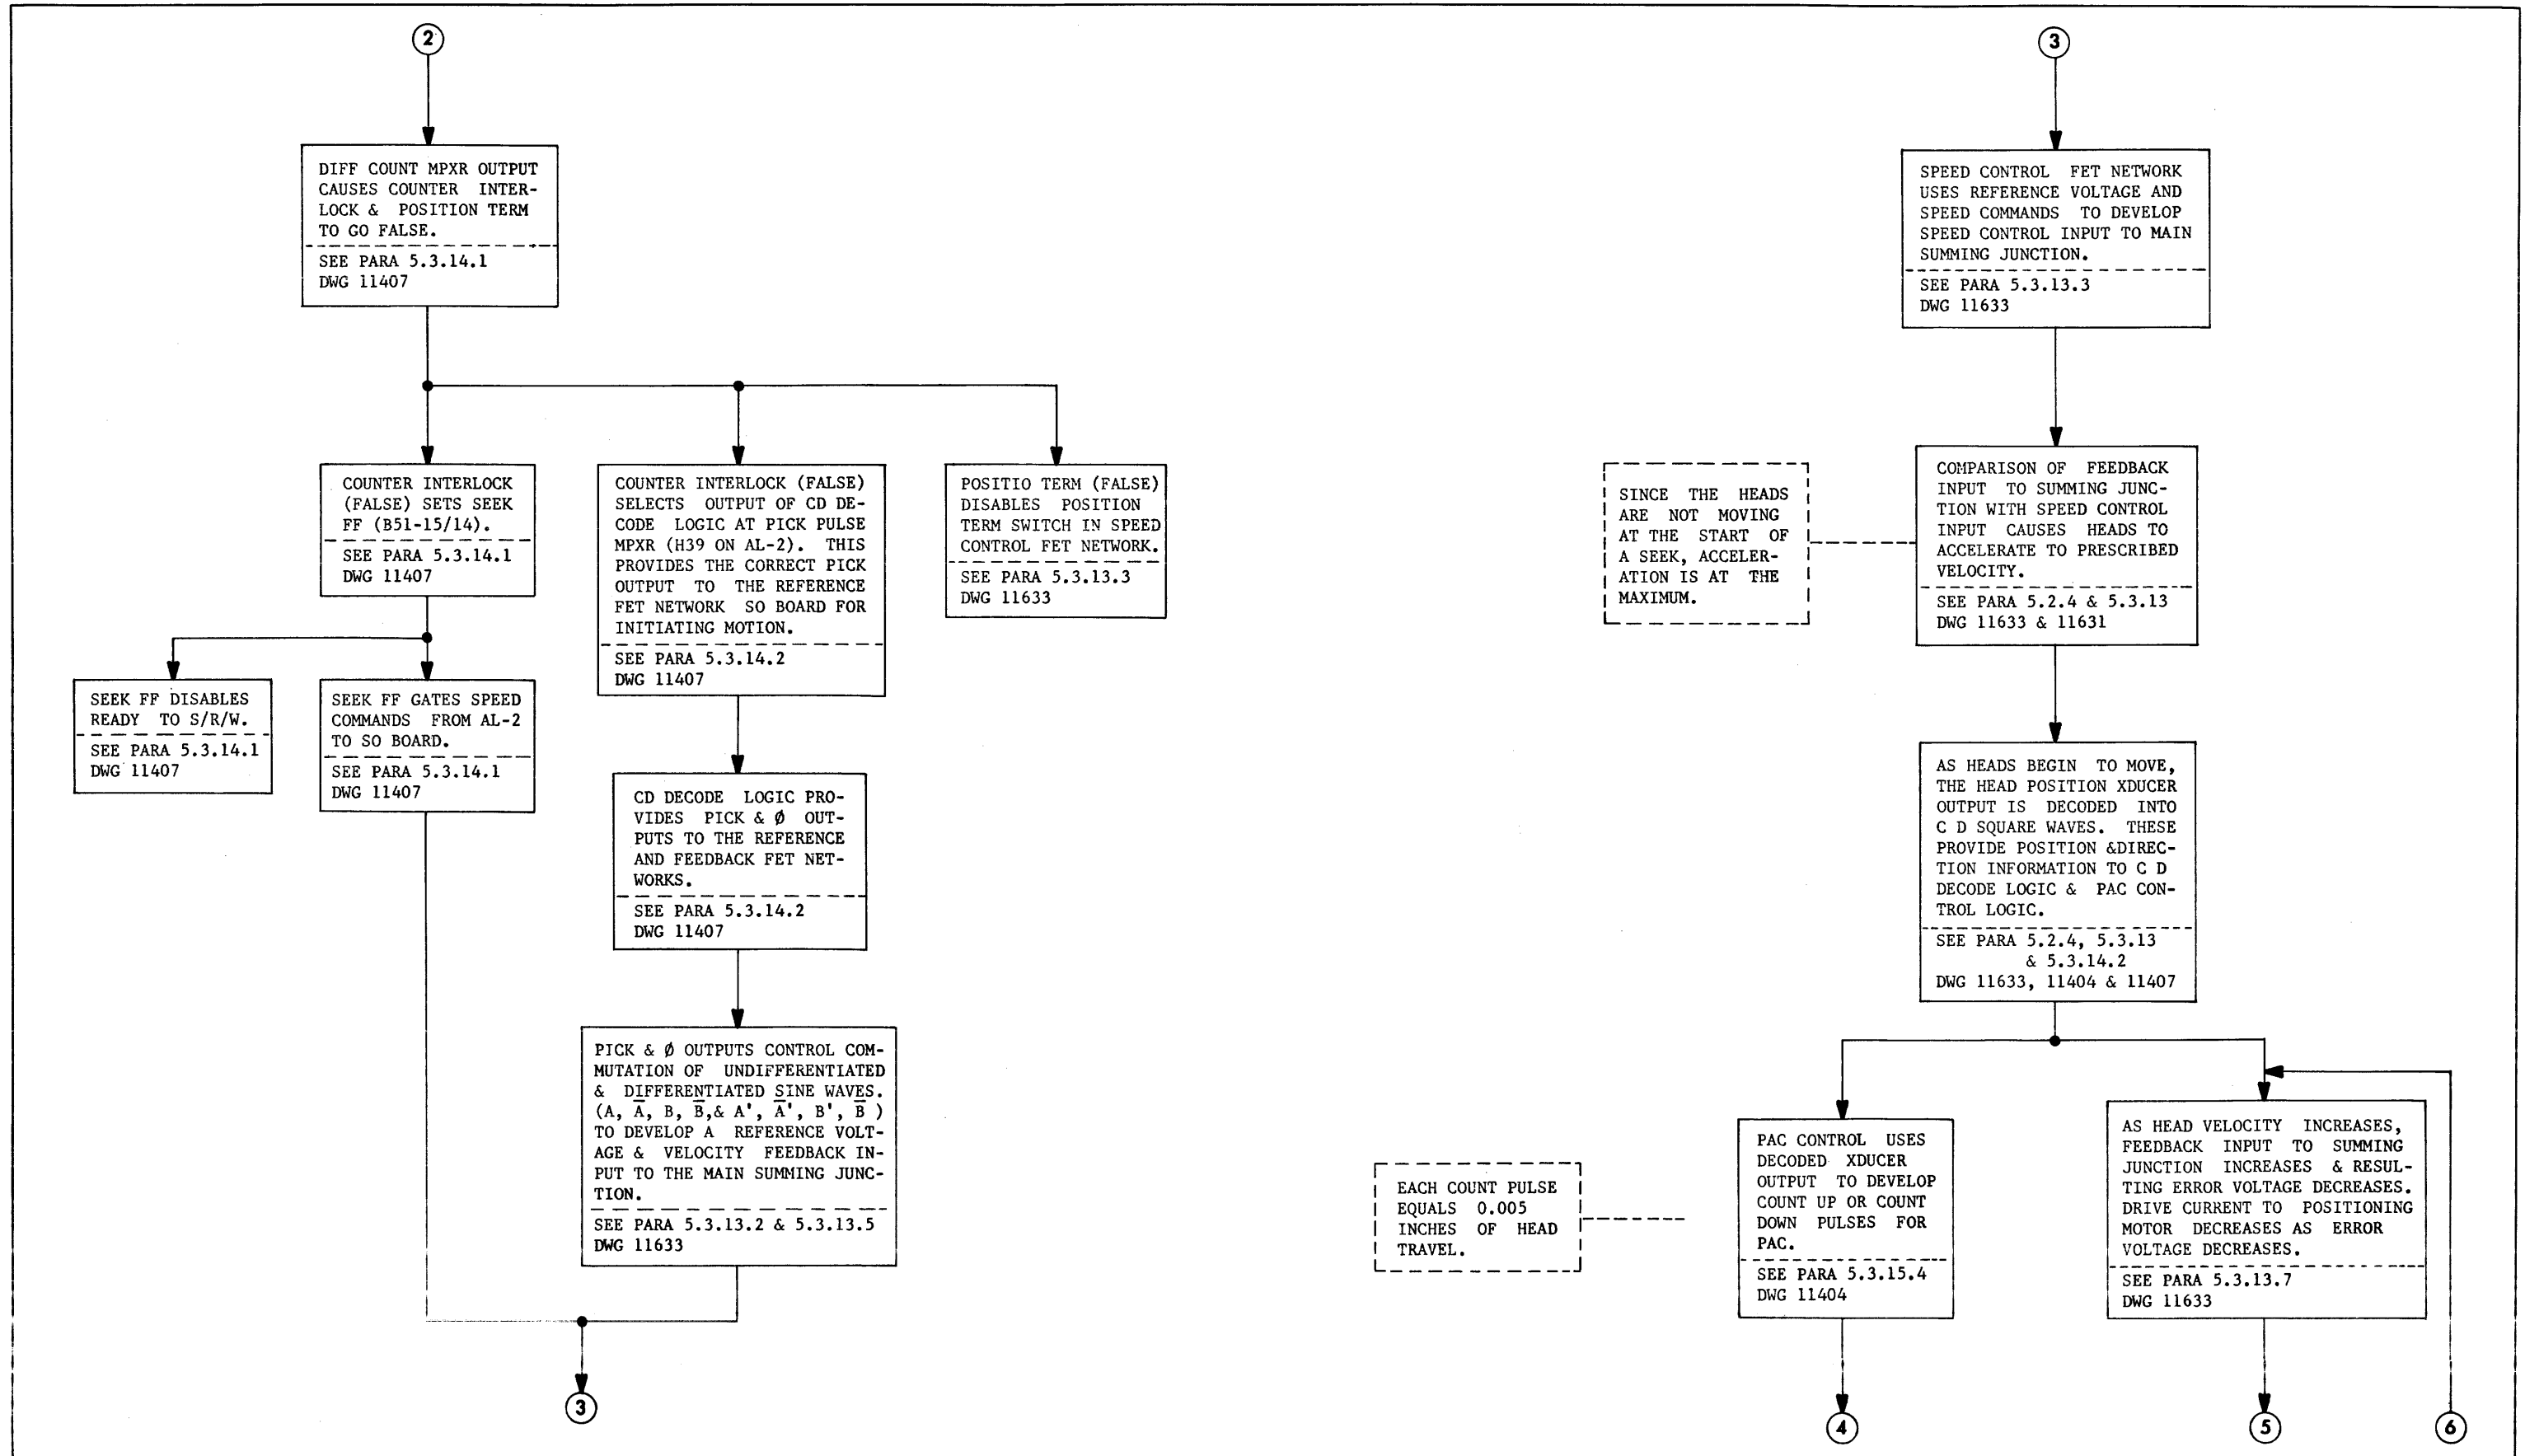 2
DIFF COUNT MPXR OUTPUT
CAUSES COUNTER INTER-
LOCK & POSITION TERM
TO GO FALSE.
SEE PARA 5.3.14.1
DWG 11407
COUNTER INTERLOCK
(FALSE) SETS SEEK
FF (B51-15/14).
SEE PARA 5.3.14.1
DWG 11407
COUNTER INTERLOCK (FALSE)
SELECTS OUTPUT OF CD DE-
CODE LOGIC AT PICK PULSE
MPXR (H39 ON AL-2). THIS
PROVIDES THE CORRECT PICK
OUTPUT TO THE REFERENCE
FET NETWORK SO BOARD FOR
INITIATING MOTION.
SEE PARA 5.3.14.2
DWG 11407
POSITIO TERM (FALSE)
DISABLES POSITION
TERM SWITCH IN SPEED
CONTROL FET NETWORK.
SEE PARA 5.3.13.3
DWG 11633
SEEK FF DISABLES
READY TO S/R/W.
SEE PARA 5.3.14.1
DWG 11407
SEEK FF GATES SPEED
COMMANDS FROM AL-2
TO SO BOARD.
SEE PARA 5.3.14.1
DWG 11407
CD DECODE LOGIC PRO-
VIDES PICK & Ø OUT-
PUTS TO THE REFERENCE
AND FEEDBACK FET NET-
WORKS.
SEE PARA 5.3.14.2
DWG 11407
PICK & Ø OUTPUTS CONTROL COM-
MUTATION OF UNDIFFERENTIATED
& DIFFERENTIATED SINE WAVES.
(A, A̅, B, B̅,& A', A̅', B', B̅ )
TO DEVELOP A REFERENCE VOLT-
AGE & VELOCITY FEEDBACK IN-
PUT TO THE MAIN SUMMING JUNC-
TION.
SEE PARA 5.3.13.2 & 5.3.13.5
DWG 11633
3
3
SPEED CONTROL FET NETWORK
USES REFERENCE VOLTAGE AND
SPEED COMMANDS TO DEVELOP
SPEED CONTROL INPUT TO MAIN
SUMMING JUNCTION.
SEE PARA 5.3.13.3
DWG 11633
SINCE THE HEADS
ARE NOT MOVING
AT THE START OF
A SEEK, ACCELER-
ATION IS AT THE
MAXIMUM.
COMPARISON OF FEEDBACK
INPUT TO SUMMING JUNC-
TION WITH SPEED CONTROL
INPUT CAUSES HEADS TO
ACCELERATE TO PRESCRIBED
VELOCITY.
SEE PARA 5.2.4 & 5.3.13
DWG 11633 & 11631
AS HEADS BEGIN TO MOVE,
THE HEAD POSITION XDUCER
OUTPUT IS DECODED INTO
C D SQUARE WAVES. THESE
PROVIDE POSITION &DIREC-
TION INFORMATION TO C D
DECODE LOGIC & PAC CON-
TROL LOGIC.
SEE PARA 5.2.4, 5.3.13
& 5.3.14.2
DWG 11633, 11404 & 11407
EACH COUNT PULSE
EQUALS 0.005
INCHES OF HEAD
TRAVEL.
PAC CONTROL USES
DECODED XDUCER
OUTPUT TO DEVELOP
COUNT UP OR COUNT
DOWN PULSES FOR
PAC.
SEE PARA 5.3.15.4
DWG 11404
AS HEAD VELOCITY INCREASES,
FEEDBACK INPUT TO SUMMING
JUNCTION INCREASES & RESUL-
TING ERROR VOLTAGE DECREASES.
DRIVE CURRENT TO POSITIONING
MOTOR DECREASES AS ERROR
VOLTAGE DECREASES.
SEE PARA 5.3.13.7
DWG 11633
4
5
6